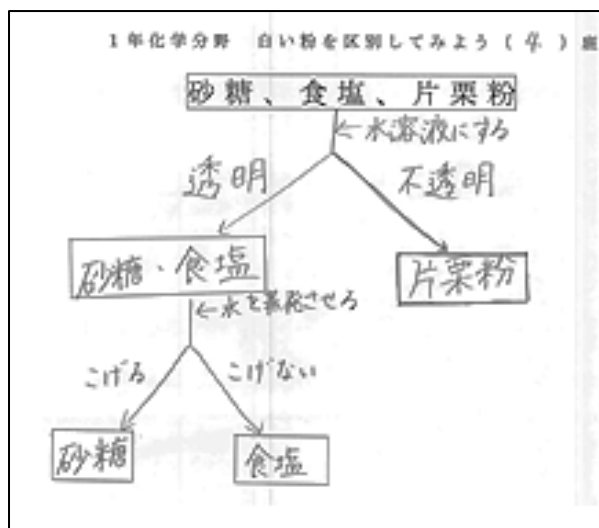 1年化学分野 白い粉を区別してみよう ( 4. ) 班
砂糖、食塩、片栗粉
←水溶液にする
透明
不透明
砂糖・食塩
片栗粉
←水を蒸発させる
こげる
こげない
砂糖
食塩